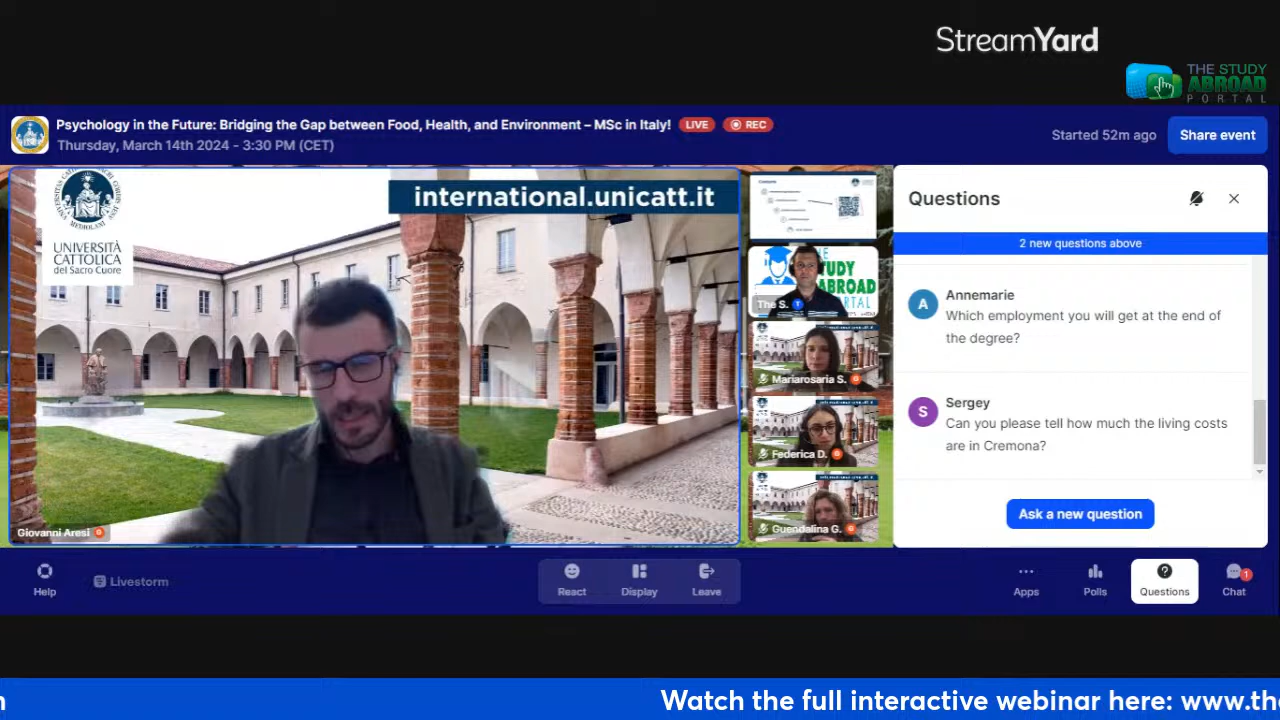 StreamYard
THE STUDY
ABROAD
PORTAL
Psychology in the Future: Bridging the Gap between Food, Health, and Environment – MSc in Italy!
LIVE
REC
Thursday, March 14th 2024 - 3:30 PM (CET)
Started 52m ago
Share event
international.unicatt.it
UNIVERSITÀ
CATTOLICA
del Sacro Cuore
Giovanni Aresi
THE
STUDY
ABROAD
The S.
Mariarosaria S.
Federica D.
Guendalina G.
Questions
2 new questions above
A
Annemarie
Which employment you will get at the end of
the degree?
S
Sergey
Can you please tell how much the living costs
are in Cremona?
Ask a new question
Help
Livestorm
React
Display
Leave
Apps
Polls
Questions
Chat
1
Watch the full interactive webinar here: www.th